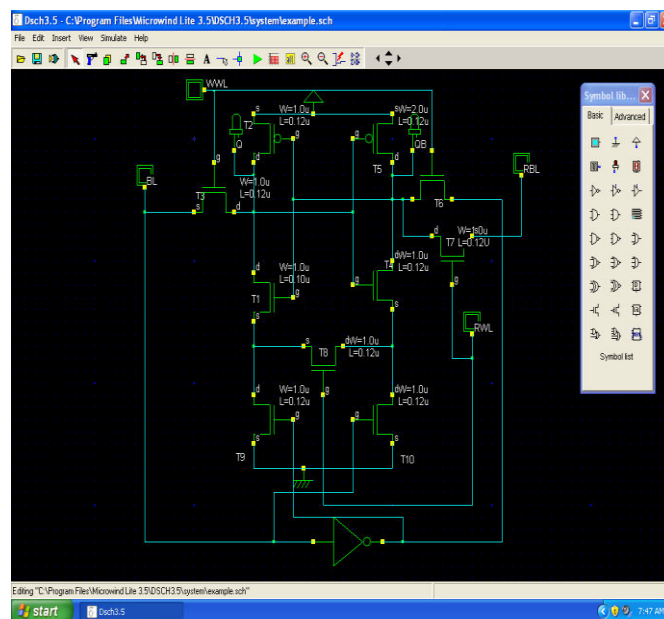 Dsch3.5 - C:\Program Files\Microwind Lite 3.5\DSCH3.5\system\example.sch
File Edit Insert View Simulate Help
A
WWL
Symbol lib...
Basic Advanced
s W=1.0u
L=0.12u
T2
Q
g
d
sW=2.0u
L=0.12u
QB
g
T5
d
RBL
BL
g
T3
s d
W=1.0u
L=0.12u
g
T6
d W=1s0u
T7 L=0.12U
g
d W=1.0u
L=0.10u
T1 g
s
dW=1.0u
T4 L=0.12u
g
s
RWL
s dW=1.0u
T8 L=0.12u
g
Symbol list
d W=1.0u
L=0.12u
g
s
T9
dW=1.0u
L=0.12u
g
s
T10
Editing "C:\Program Files\Microwind Lite 3.5\DSCH3.5\system\example.sch"
start Dsch3.5 7:47 AM